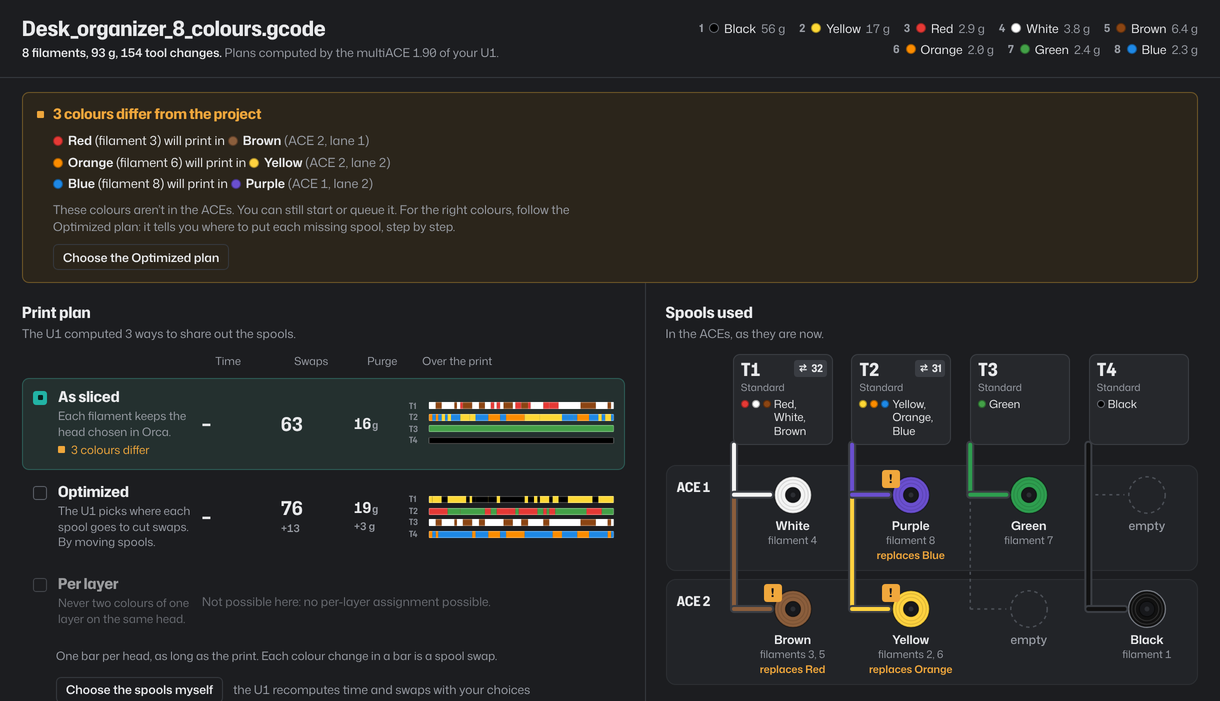 Desk_organizer_8_colours.gcode
8 filaments, 93 g, 154 tool changes. Plans computed by the multiACE 1.90 of your U1.
1 Black 56 g 2 Yellow 17 g 3 Red 2.9 g 4 White 3.8 g 5 Brown 6.4 g
6 Orange 2.0 g 7 Green 2.4 g 8 Blue 2.3 g
3 colours differ from the project
Red (filament 3) will print in Brown (ACE 2, lane 1)
Orange (filament 6) will print in Yellow (ACE 2, lane 2)
Blue (filament 8) will print in Purple (ACE 1, lane 2)
These colours aren't in the ACEs. You can still start or queue it. For the right colours, follow the
Optimized plan: it tells you where to put each missing spool, step by step.
Choose the Optimized plan
Print plan
The U1 computed 3 ways to share out the spools.
Time Swaps Purge Over the print
As sliced
Each filament keeps the
head chosen in Orca.
3 colours differ
– 63 16g
T1
T2
T3
T4
Optimized
The U1 picks where each
spool goes to cut swaps.
By moving spools.
– 76 19g
+13 +3 g
T1
T2
T3
T4
Per layer
Never two colours of one
layer on the same head.
Not possible here: no per-layer assignment possible.
One bar per head, as long as the print. Each colour change in a bar is a spool swap.
Choose the spools myself the U1 recomputes time and swaps with your choices
Spools used
In the ACEs, as they are now.
T1 ⇄ 32
Standard
Red,
White,
Brown
T2 ⇄ 31
Standard
Yellow,
Orange,
Blue
T3
Standard
Green
T4
Standard
Black
ACE 1
White
filament 4
!
Purple
filament 8
replaces Blue
Green
filament 7
empty
ACE 2
!
Brown
filaments 3, 5
replaces Red
!
Yellow
filaments 2, 6
replaces Orange
empty
Black
filament 1